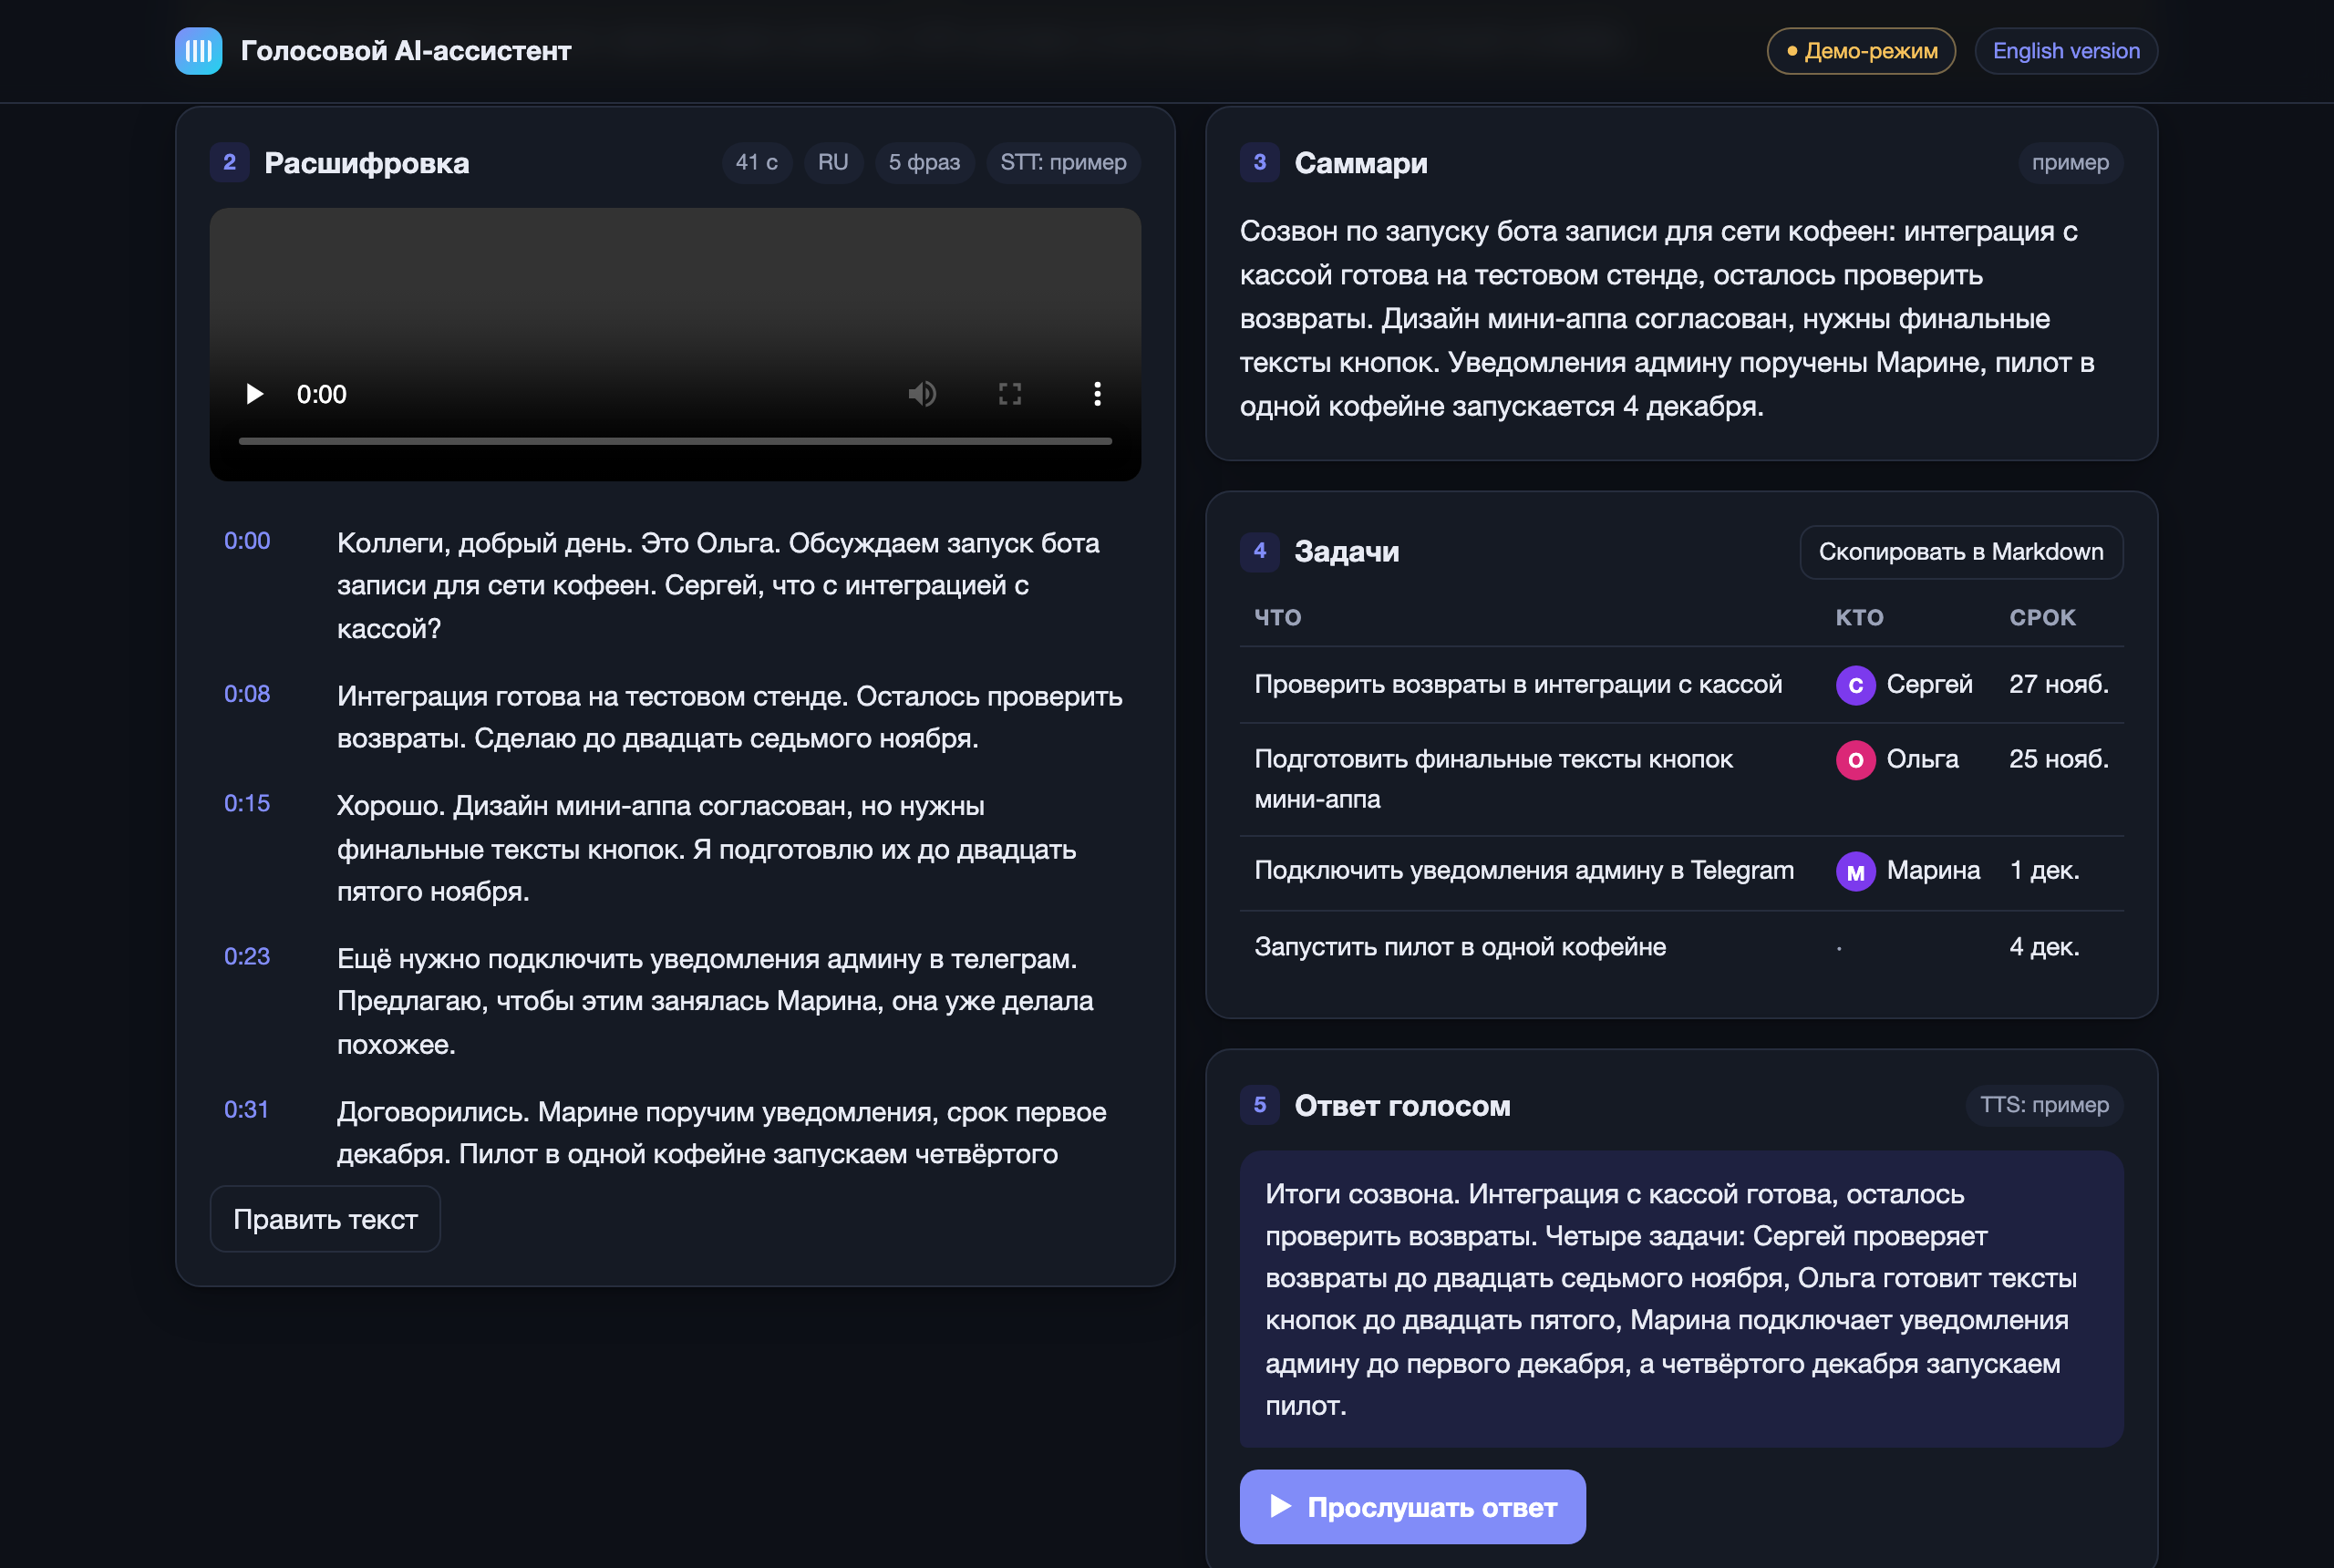 Голосовой AI-ассистент
Демо-режим
English version
2
Расшифровка
41 с
RU
5 фраз
STT: пример
0:00
0:00
Коллеги, добрый день. Это Ольга. Обсуждаем запуск бота
записи для сети кофеен. Сергей, что с интеграцией с
кассой?
0:08
Интеграция готова на тестовом стенде. Осталось проверить
возвраты. Сделаю до двадцать седьмого ноября.
0:15
Хорошо. Дизайн мини-аппа согласован, но нужны
финальные тексты кнопок. Я подготовлю их до двадцать
пятого ноября.
0:23
Ещё нужно подключить уведомления админу в телеграм.
Предлагаю, чтобы этим занялась Марина, она уже делала
похожее.
0:31
Договорились. Марине поручим уведомления, срок первое
декабря. Пилот в одной кофейне запускаем четвёртого
Править текст
3
Саммари
пример
Созвон по запуску бота записи для сети кофеен: интеграция с
кассой готова на тестовом стенде, осталось проверить
возвраты. Дизайн мини-аппа согласован, нужны финальные
тексты кнопок. Уведомления админу поручены Марине, пилот в
одной кофейне запускается 4 декабря.
4
Задачи
Скопировать в Markdown
ЧТО
КТО
СРОК
Проверить возвраты в интеграции с кассой
С
Сергей
27 нояб.
Подготовить финальные тексты кнопок
мини-аппа
О
Ольга
25 нояб.
Подключить уведомления админу в Telegram
М
Марина
1 дек.
Запустить пилот в одной кофейне
·
4 дек.
5
Ответ голосом
TTS: пример
Итоги созвона. Интеграция с кассой готова, осталось
проверить возвраты. Четыре задачи: Сергей проверяет
возвраты до двадцать седьмого ноября, Ольга готовит тексты
кнопок до двадцать пятого, Марина подключает уведомления
админу до первого декабря, а четвёртого декабря запускаем
пилот.
Прослушать ответ